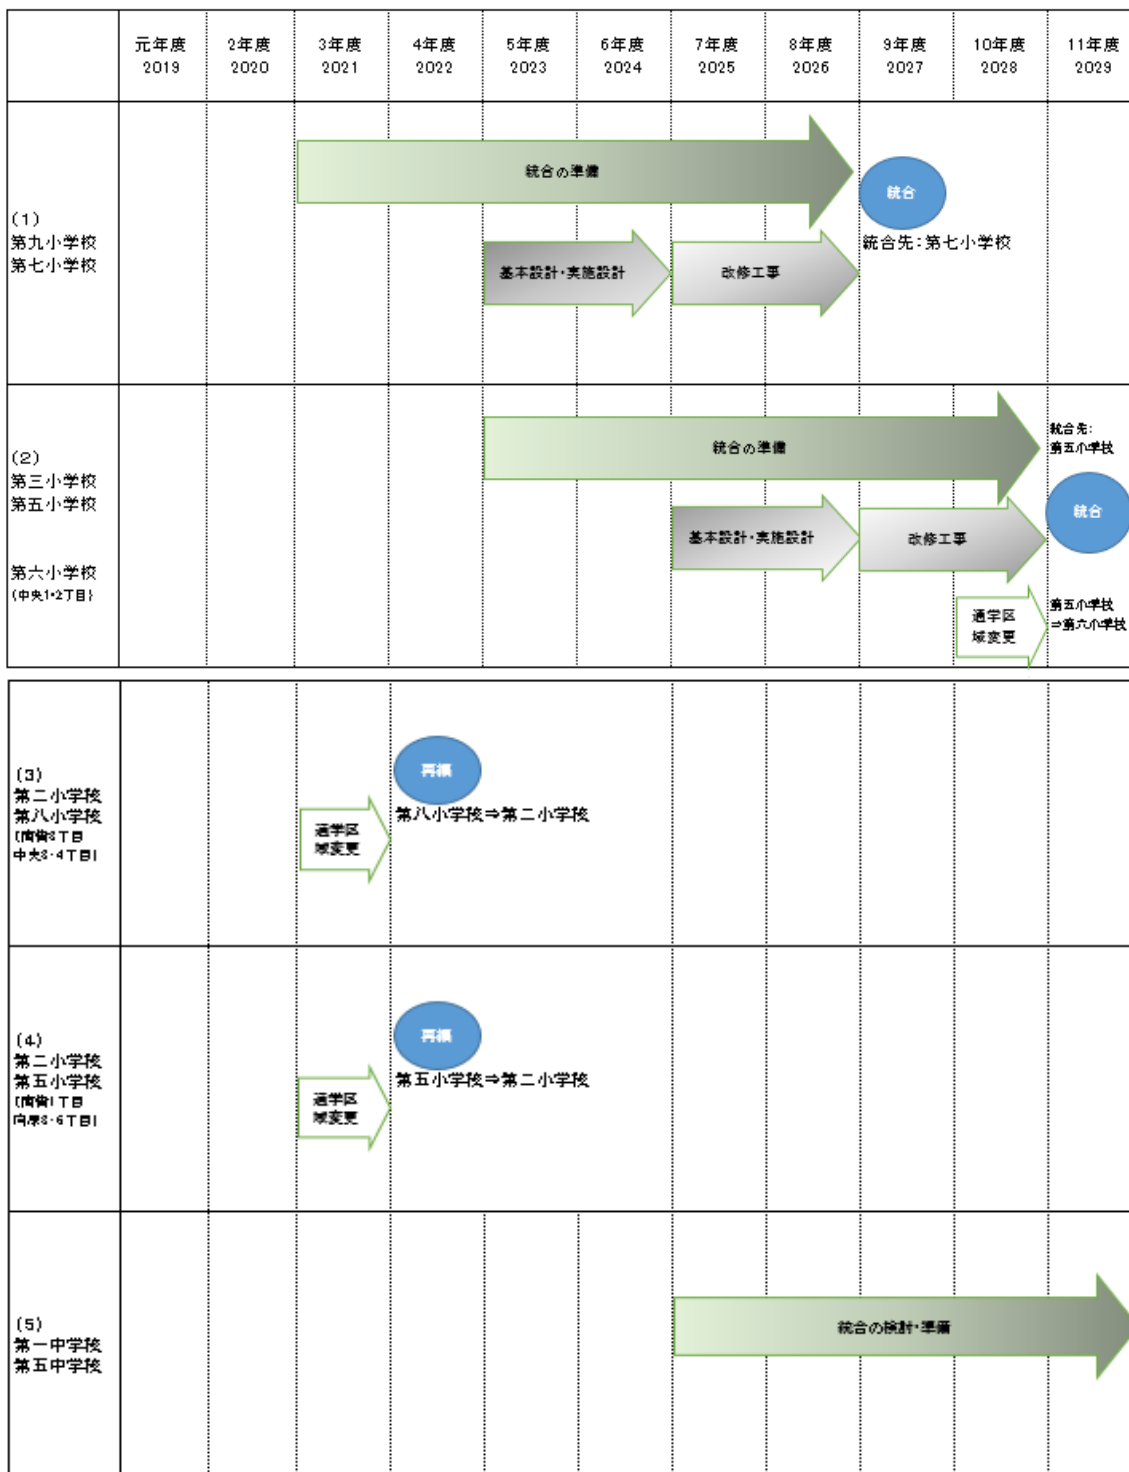 元年度 2年度 3年度 4年度 5年度 6年度 7年度 8年度 9年度 10年度 11年度
2019 2020 2021 2022 2023 2024 2025 2026 2027 2028 2029
(1)
第九小学校
第七小学校
統合の準備
統合
統合先：第七小学校
基本設計・実施設計
改修工事
(2)
第三小学校
第五小学校
第六小学校
(中央1・2丁目)
統合の準備
統合先：
第五小学校
統合
基本設計・実施設計
改修工事
通学区
域変更
第五小学校
⇒第六小学校
(3)
第二小学校
第八小学校
中央3・4丁目)
再編
第八小学校⇒第二小学校
通学区
域変更
(4)
第二小学校
第五小学校
再編
第五小学校⇒第二小学校
通学区
域変更
(5)
第一中学校
第五中学校
統合の検討・準備